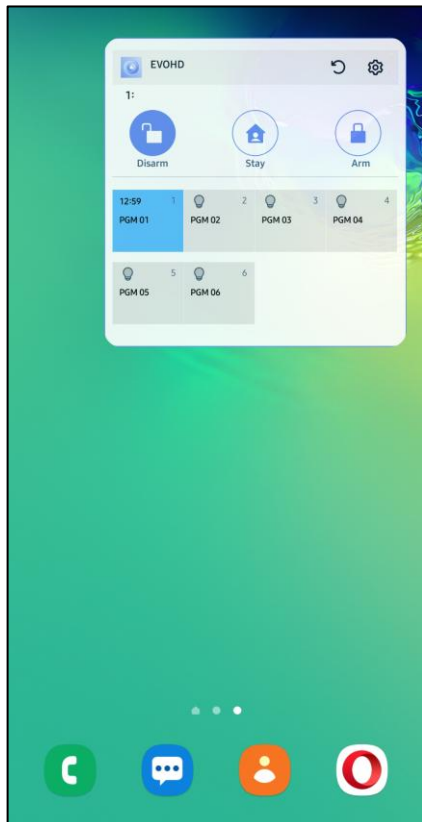 EVOHD
1:
Disarm Stay Arm
12:59 1 2 3 4
PGM 01 PGM 02 PGM 03 PGM 04
5 6
PGM 05 PGM 06